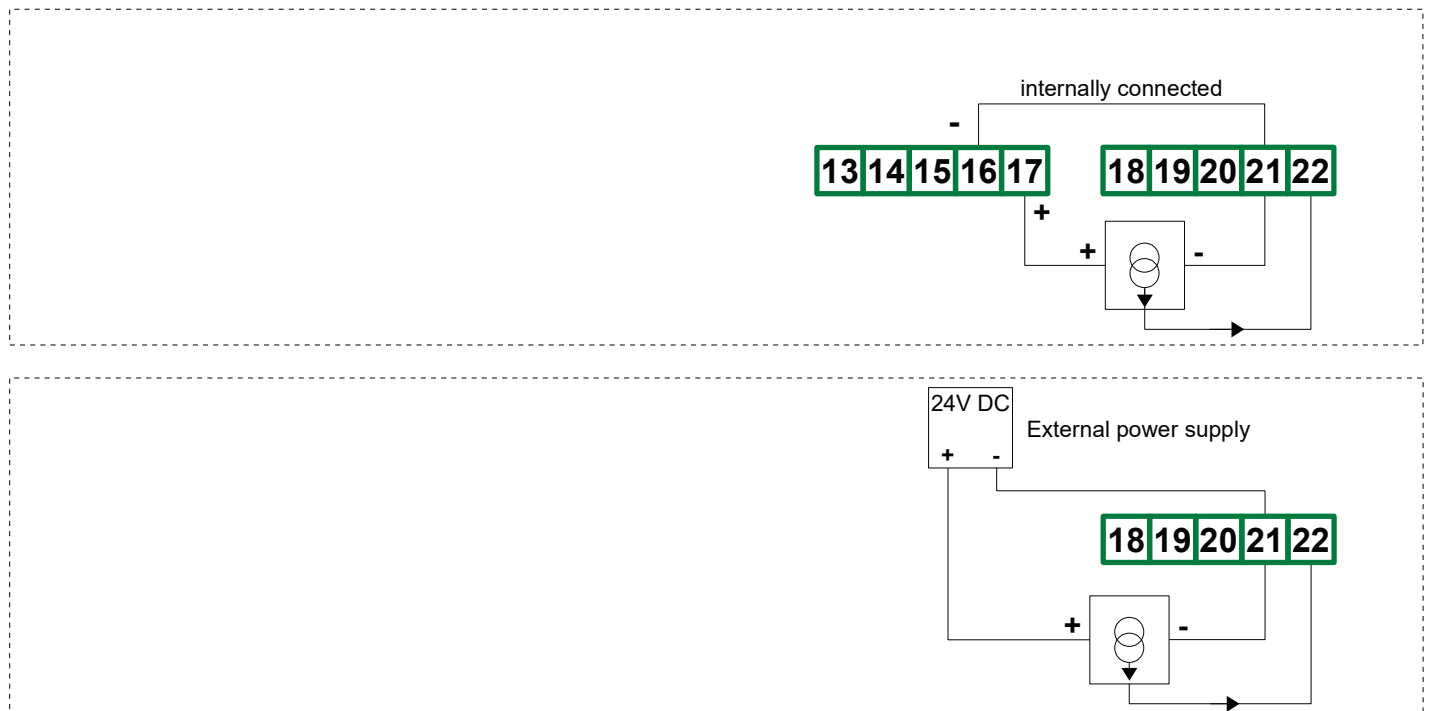 internally connected
-
13 14 15 16 17 18 19 20 21 22
+
+ -
24V DC
External power supply
+ -
18 19 20 21 22
+ -